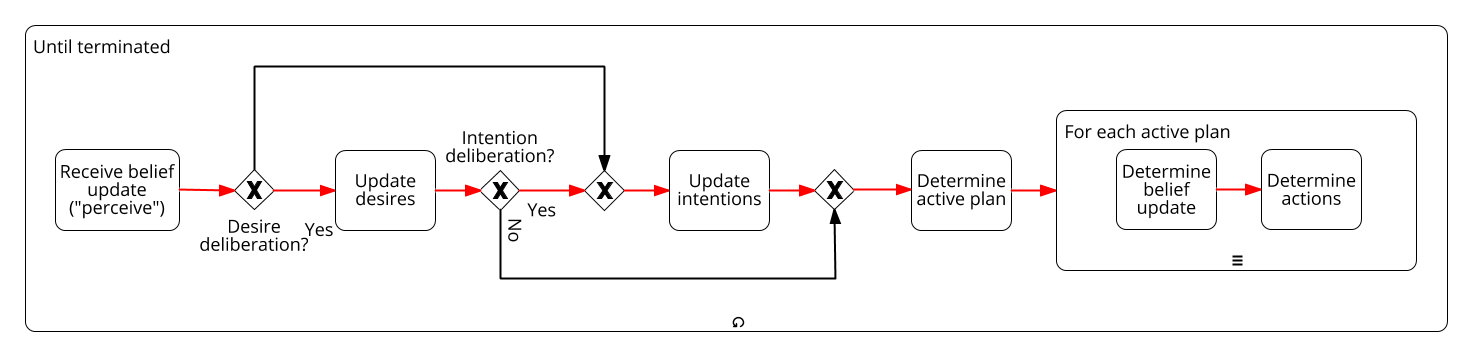 Until terminated
Receive belief
update
("perceive")
Desire
deliberation?
Yes
Update
desires
Intention
deliberation?
No
Yes
Update
intentions
Determine
active plan
For each active plan
Determine
belief
update
Determine
actions